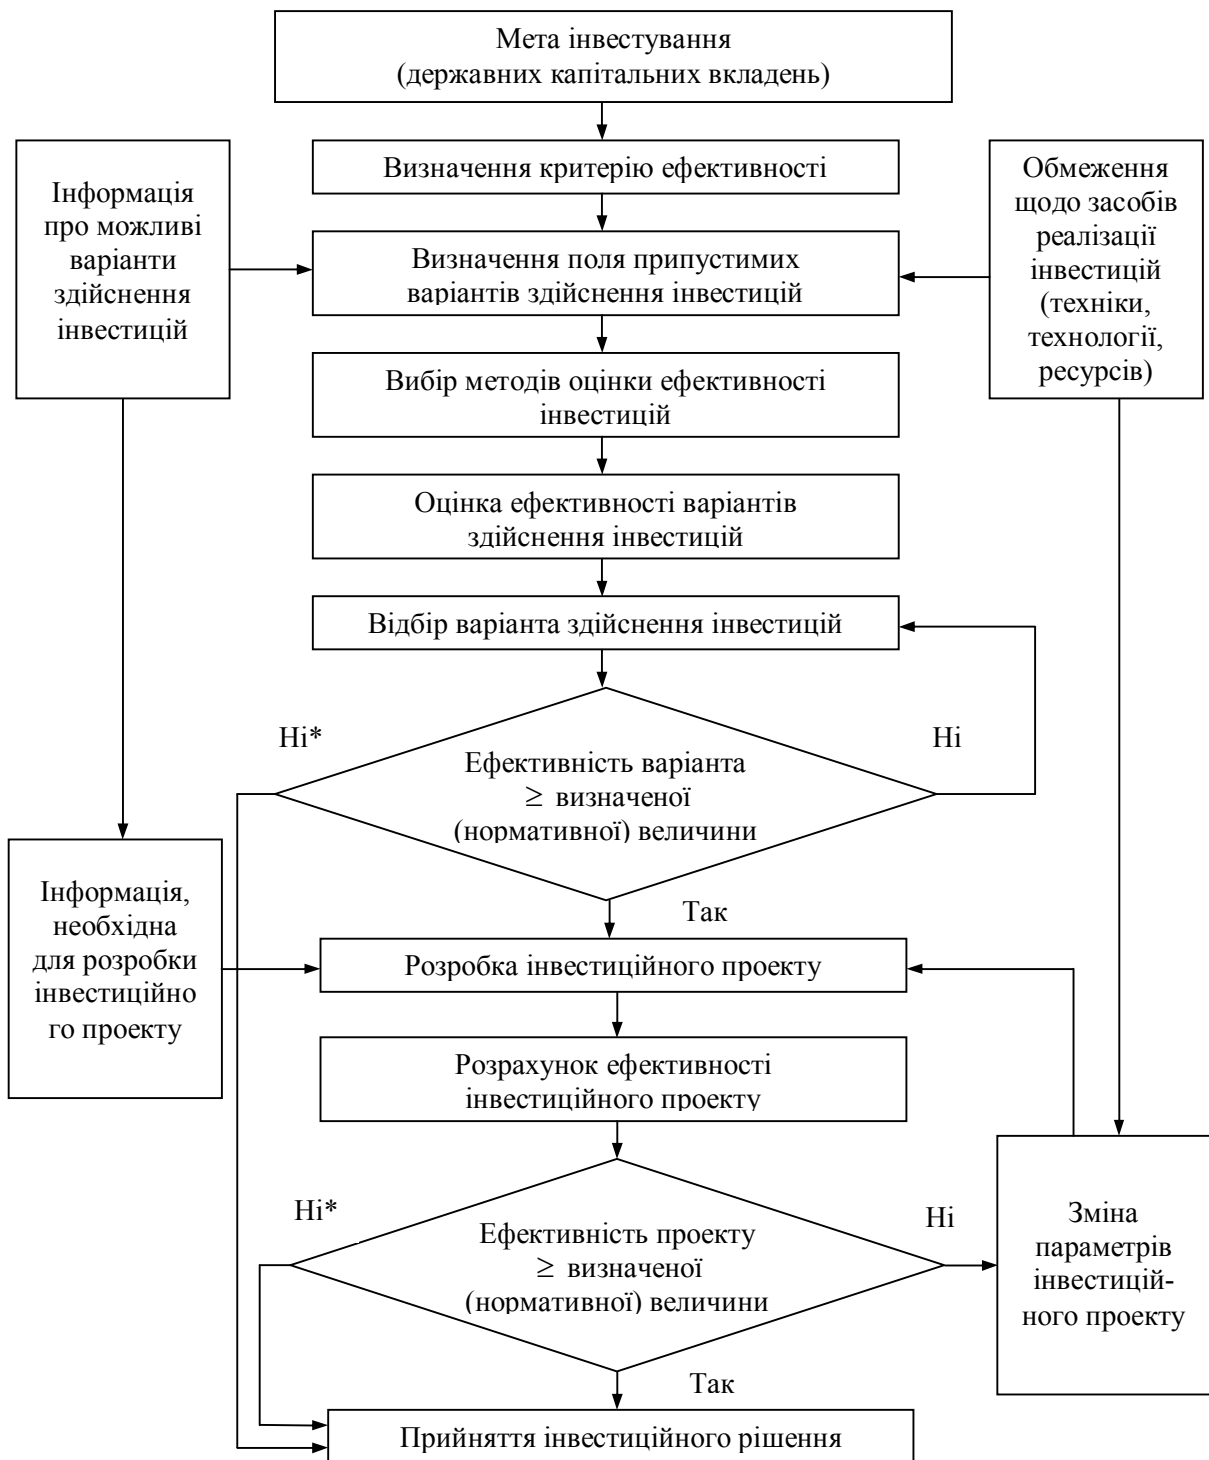 Мета інвестування
(державних капітальних вкладень)
Визначення критерію ефективності
Інформація
про можливі
варіанти
здійснення
інвестицій
Обмеження
щодо засобів
реалізації
інвестицій
(техніки,
технології,
ресурсів)
Визначення поля припустимих
варіантів здійснення інвестицій
Вибір методів оцінки ефективності
інвестицій
Оцінка ефективності варіантів
здійснення інвестицій
Відбір варіанта здійснення інвестицій
Ні*
Ні
Ефективність варіанта
≥ визначеної
(нормативної) величини
Так
Інформація,
необхідна
для розробки
інвестиційно
го проекту
Розробка інвестиційного проекту
Розрахунок ефективності
інвестиційного проекту
Ні*
Ні
Ефективність проекту
≥ визначеної
(нормативної) величини
Зміна
параметрів
інвестицій-
ного проекту
Так
Прийняття інвестиційного рішення